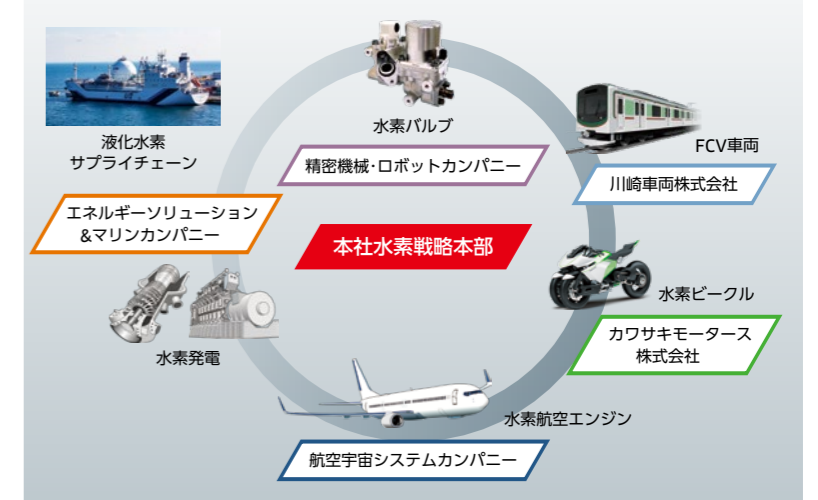 液化水素
サプライチェーン
水素バルブ
FCV車両
精密機械・ロボットカンパニー
川崎車両株式会社
エネルギーソリューション
&マリンカンパニー
本社水素戦略本部
水素ビークル
水素発電
カワサキモータース
株式会社
水素航空エンジン
航空宇宙システムカンパニー